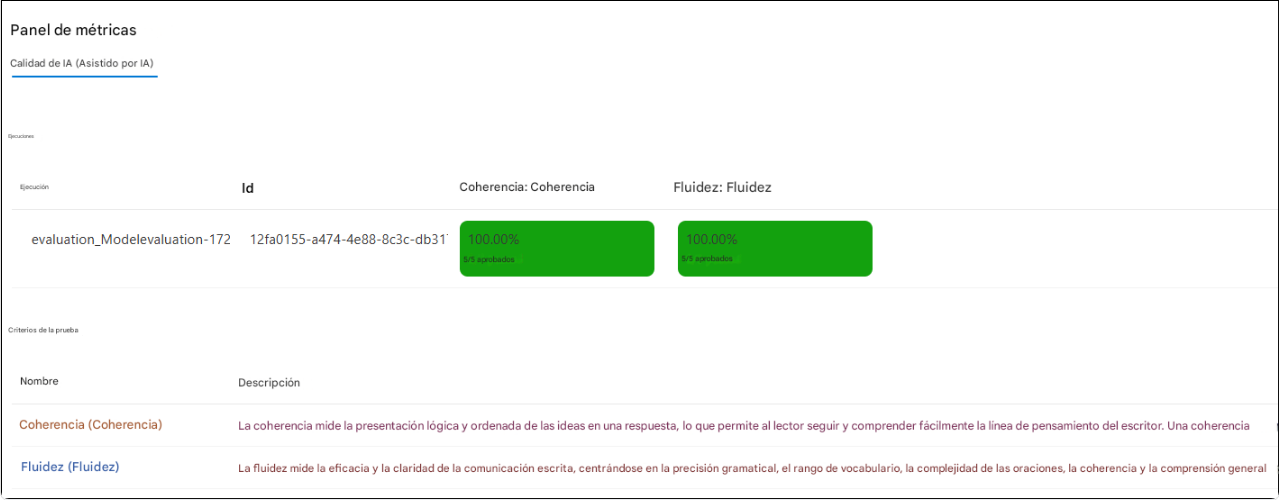 Panel de métricas
Calidad de IA (Asistido por IA)
Ejecuciones
Ejecución Id Coherencia: Coherencia Fluidez: Fluidez
evaluation_Modelevaluation-172 12fa0155-a474-4e88-8c3c-db317 100.00% 100.00%
5/5 aprobados 5/5 aprobados
Criterios de la prueba
Nombre Descripción
Coherencia (Coherencia) La coherencia mide la presentación lógica y ordenada de las ideas en una respuesta, lo que permite al lector seguir y comprender fácilmente la línea de pensamiento del escritor. Una coherencia
Fluidez (Fluidez) La fluidez mide la eficacia y la claridad de la comunicación escrita, centrándose en la precisión gramatical, el rango de vocabulario, la complejidad de las oraciones, la coherencia y la comprensión general